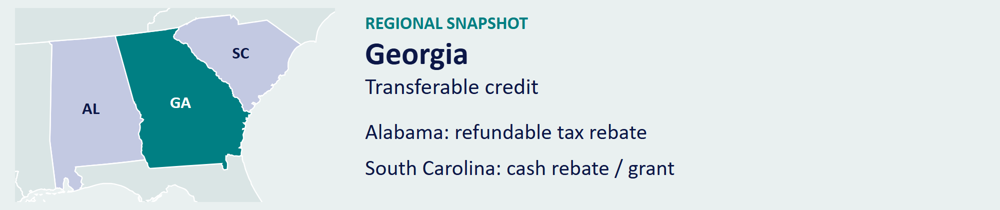 SC
GA
AL
REGIONAL SNAPSHOT
Georgia
Transferable credit
Alabama: refundable tax rebate
South Carolina: cash rebate / grant